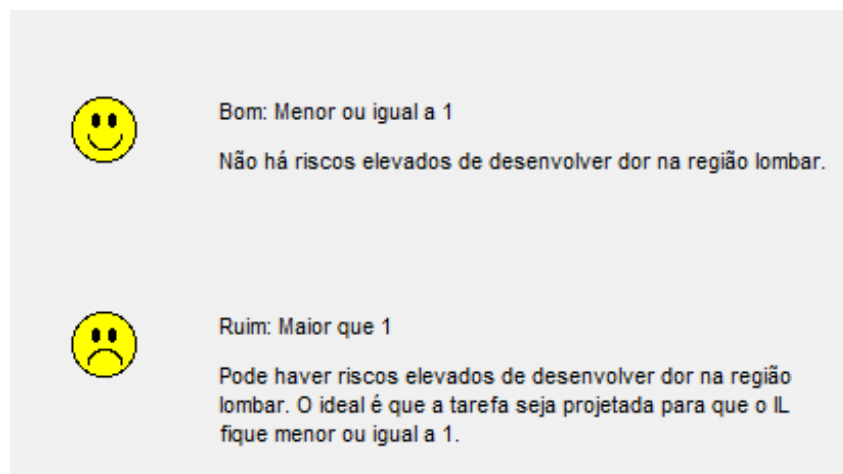 Bom: Menor ou igual a 1
Não há riscos elevados de desenvolver dor na região lombar.
Ruim: Maior que 1
Pode haver riscos elevados de desenvolver dor na região
lombar. O ideal é que a tarefa seja projetada para que o IL
fique menor ou igual a 1.